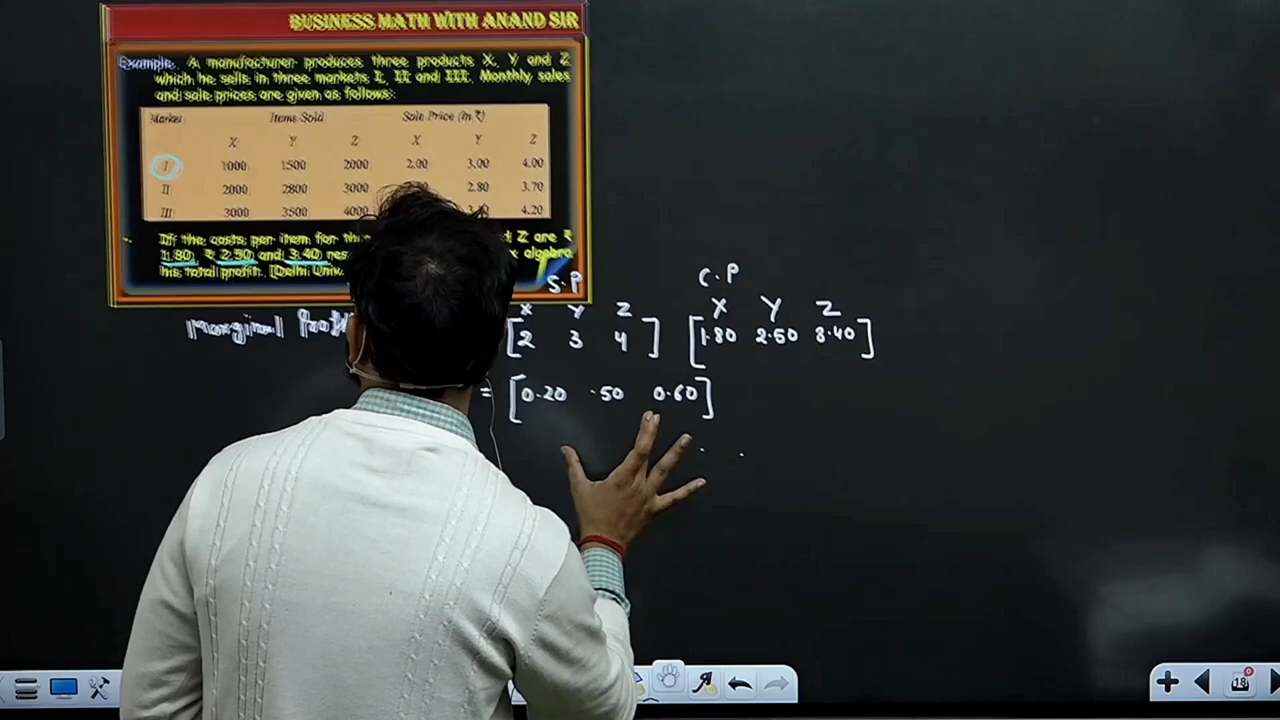 BUSINESS MATH WITH ANAND SIR
Example. A manufacturer produces three products X, Y and Z
which he sells in three markets I, II and III. Monthly sales
and sale prices are given as follows:
Market Items Sold Sale Price (in ₹)
X Y Z X Y Z
I 1000 1500 2000 2.00 3.00 4.00
II 2000 2800 3000 2.80 3.70
III 3000 3500 4000 4.20
If the costs per item for Z are ₹
1.80 ₹ 2.50 and 3.40 algebra
his total profit. [Delhi Univ.
S.P C.P
Marginal
X Y Z X Y Z
[2 3 4] [1.80 2.50 3.40]
= [0.20 .50 0.60]
18